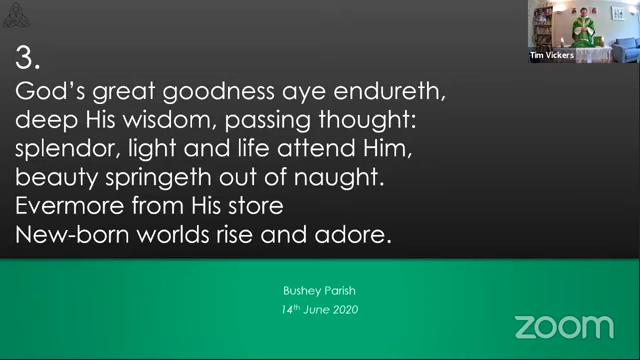 Tim Vickers
3.
God's great goodness aye endureth,
deep His wisdom, passing thought:
splendor, light and life attend Him,
beauty springeth out of naught.
Evermore from His store
New-born worlds rise and adore.
Bushey Parish
14th June 2020
zoom